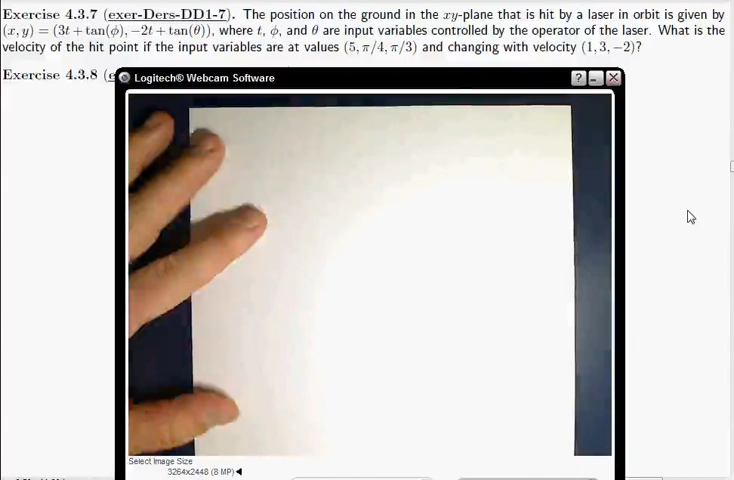 Exercise 4.3.7 (exer-Ders-DD1-7). The position on the ground in the xy-plane that is hit by a laser in orbit is given by
(x, y) = (3t + tan(ϕ), −2t + tan(θ)), where t, ϕ, and θ are input variables controlled by the operator of the laser. What is the
velocity of the hit point if the input variables are at values (5, π/4, π/3) and changing with velocity (1, 3, −2)?
Exercise 4.3.8 (e
Logitech® Webcam Software
Select Image Size
3264x2448 (8 MP)